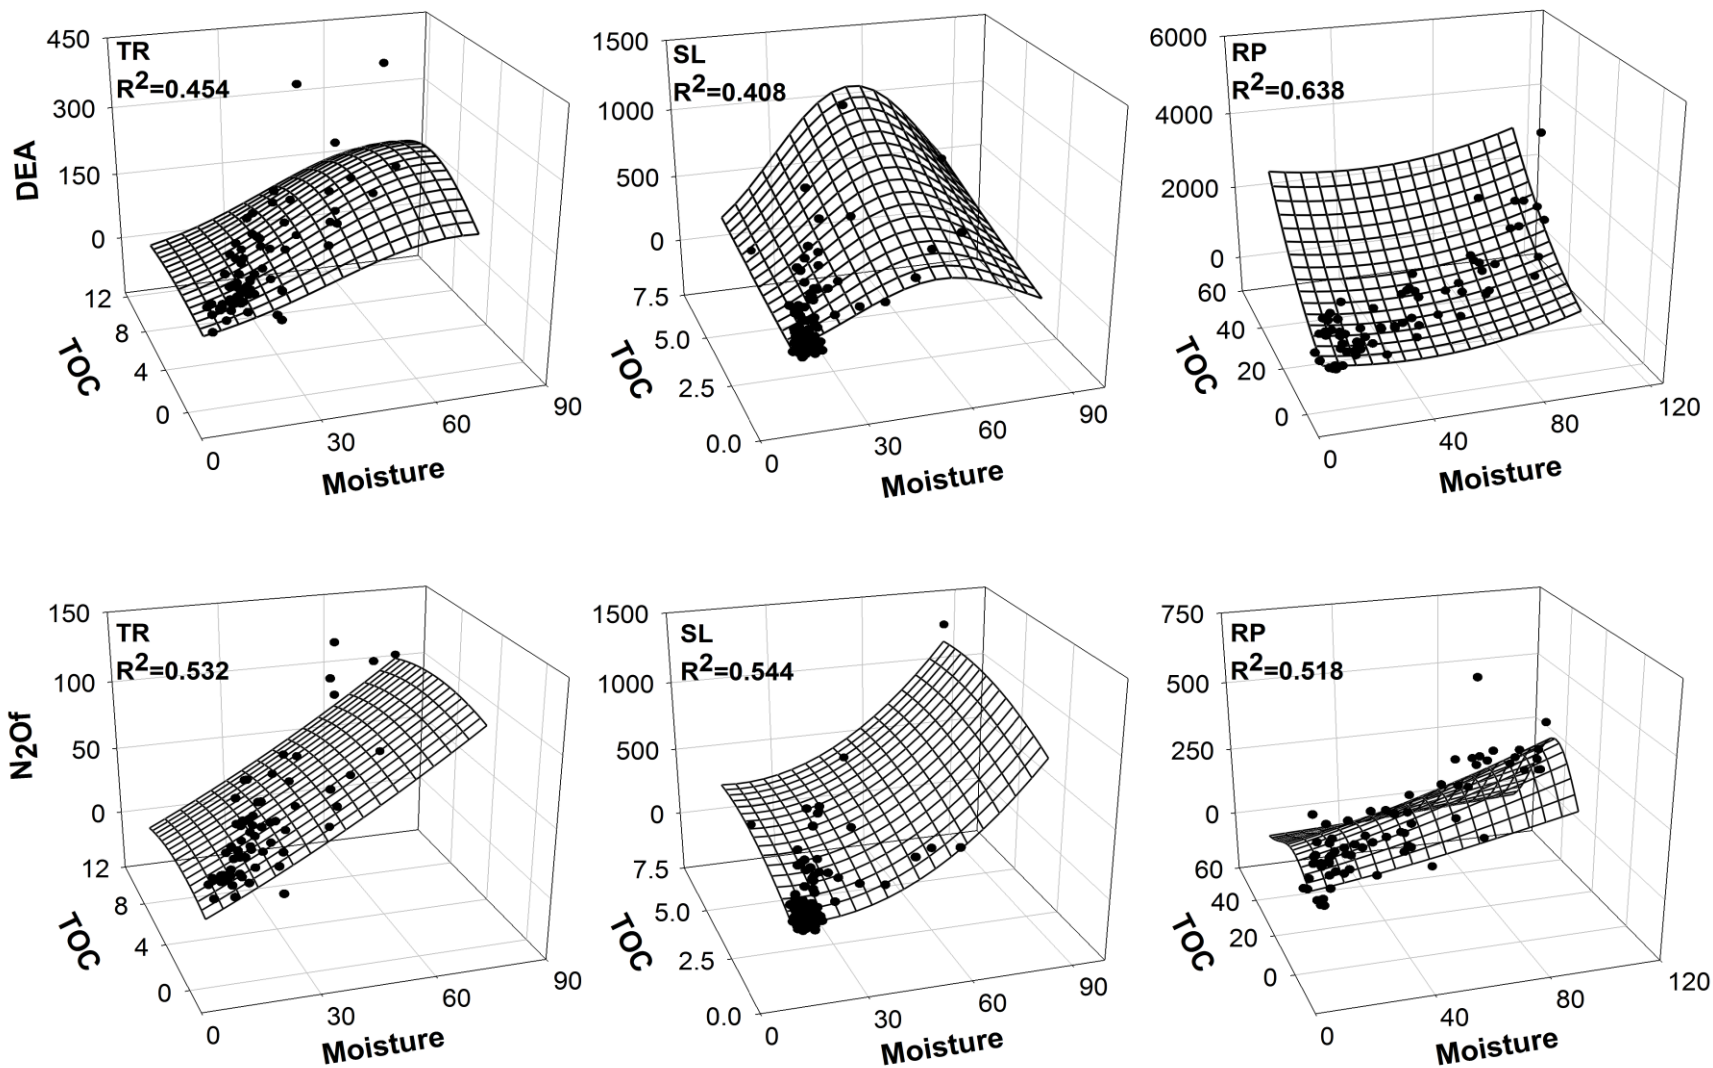 450
TR
R2=0.454
300
DEA
150
0
12
8
TOC
4
0
0
30
60
90
Moisture
1500
SL
R2=0.408
1000
500
0
7.5
5.0
TOC
2.5
0.0
0
30
60
90
Moisture
6000
RP
R2=0.638
4000
2000
0
60
40
TOC
20
0
0
40
80
120
Moisture
150
TR
R2=0.532
100
N2Of
50
0
12
8
TOC
4
0
0
30
60
90
Moisture
1500
SL
R2=0.544
1000
500
0
7.5
5.0
TOC
2.5
0.0
0
30
60
90
Moisture
750
RP
R2=0.518
500
250
0
60
40
TOC
20
0
0
40
80
120
Moisture